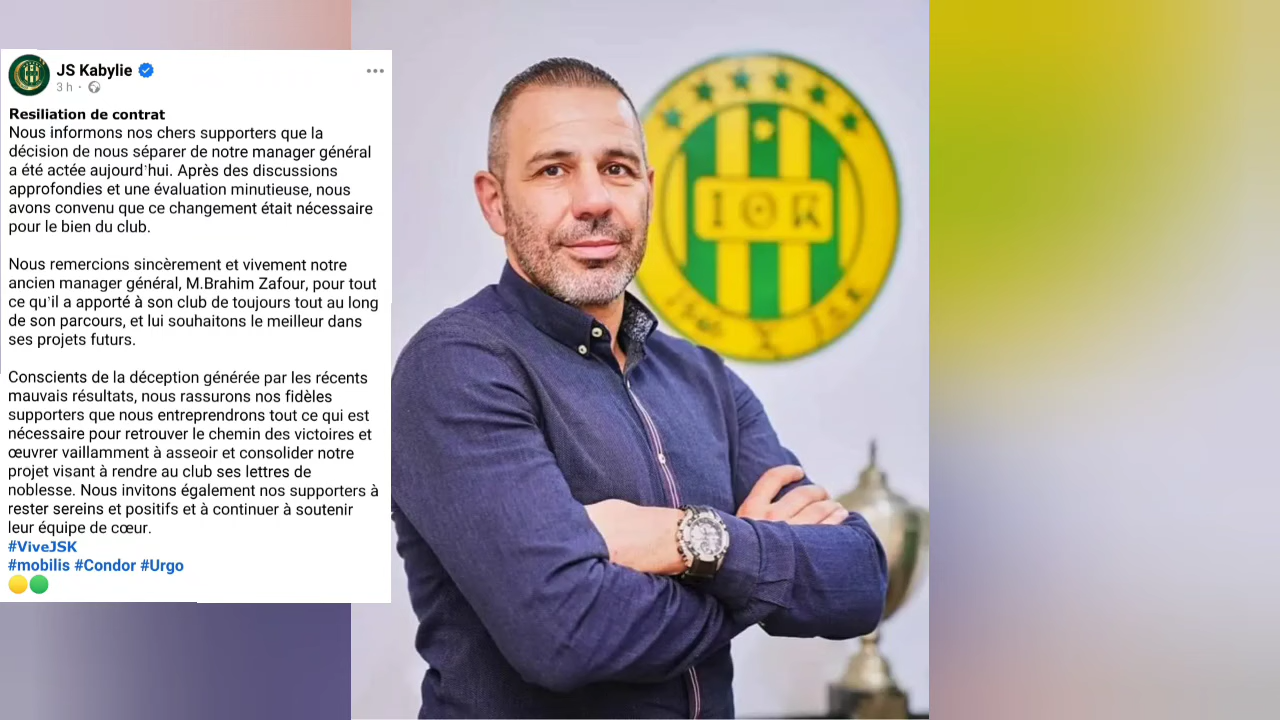 JS Kabylie
3 h
Resiliation de contrat
Nous informons nos chers supporters que la
décision de nous séparer de notre manager général
a été actée aujourd'hui. Après des discussions
approfondies et une évaluation minutieuse, nous
avons convenu que ce changement était nécessaire
pour le bien du club.
Nous remercions sincèrement et vivement notre
ancien manager général, M.Brahim Zafour, pour tout
ce qu'il a apporté à son club de toujours tout au long
de son parcours, et lui souhaitons le meilleur dans
ses projets futurs.
Conscients de la déception générée par les récents
mauvais résultats, nous rassurons nos fidèles
supporters que nous entreprendrons tout ce qui est
nécessaire pour retrouver le chemin des victoires et
œuvrer vaillamment à asseoir et consolider notre
projet visant à rendre au club ses lettres de
noblesse. Nous invitons également nos supporters à
rester sereins et positifs et à continuer à soutenir
leur équipe de cœur.
#ViveJSK
#mobilis #Condor #Urgo
JSK